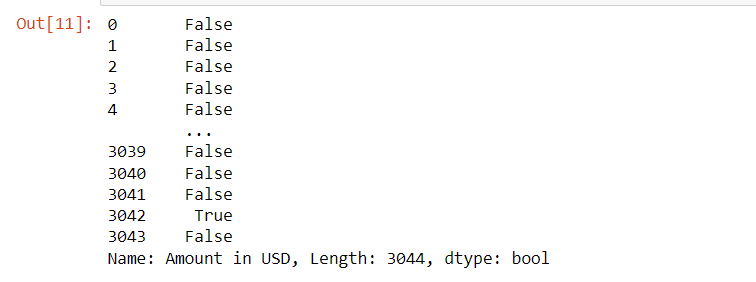 Out[11]: 0       False
1       False
2       False
3       False
4       False
        ...
3039    False
3040    False
3041    False
3042     True
3043    False
Name: Amount in USD, Length: 3044, dtype: bool